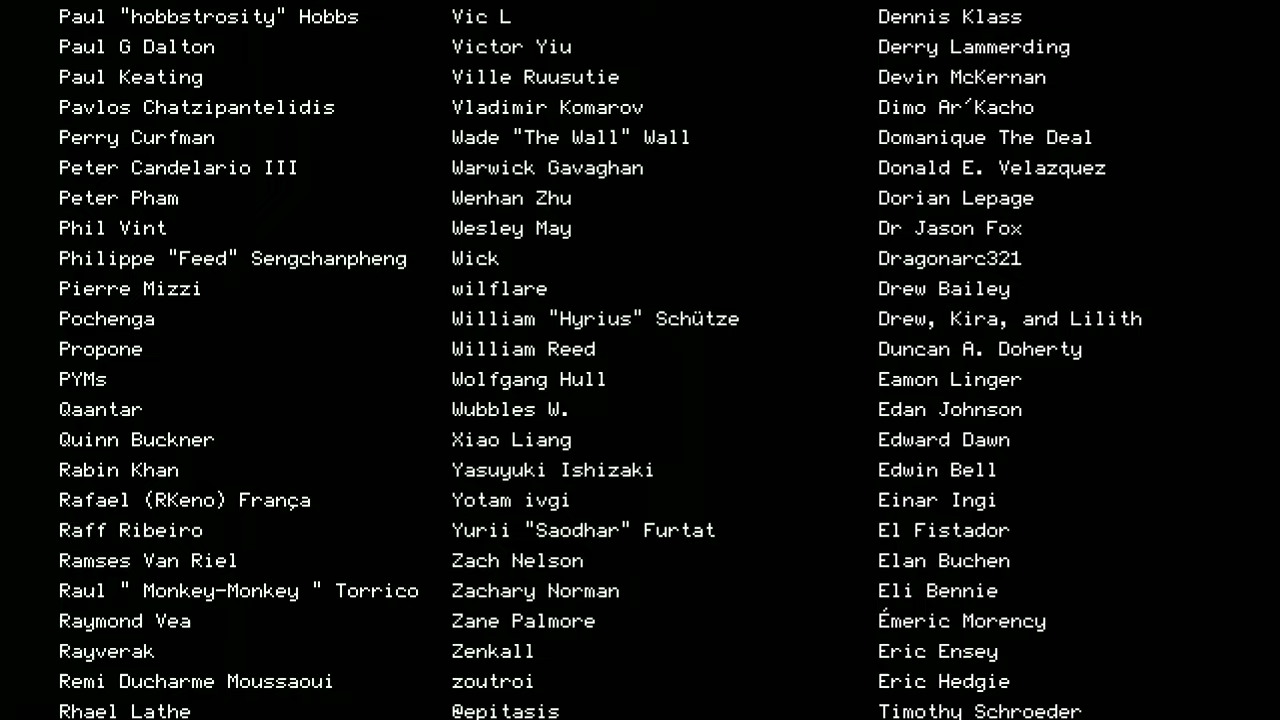 Paul "hobbstrosity" Hobbs
Paul G Dalton
Paul Keating
Pavlos Chatzipantelidis
Perry Curfman
Peter Candelario III
Peter Pham
Phil Vint
Philippe "Feed" Sengchanpheng
Pierre Mizzi
Pochenga
Propone
PYMs
Qaantar
Quinn Buckner
Rabin Khan
Rafael (RKeno) França
Raff Ribeiro
Ramses Van Riel
Raul " Monkey-Monkey " Torrico
Raymond Vea
Rayverak
Remi Ducharme Moussaoui
Rhael Lathe
Vic L
Victor Yiu
Ville Ruusutie
Vladimir Komarov
Wade "The Wall" Wall
Warwick Gavaghan
Wenhan Zhu
Wesley May
Wick
wilflare
William "Hyrius" Schütze
William Reed
Wolfgang Hull
Wubbles W.
Xiao Liang
Yasuyuki Ishizaki
Yotam ivgi
Yurii "Saodhar" Furtat
Zach Nelson
Zachary Norman
Zane Palmore
Zenkall
zoutroi
@epitasis
Dennis Klass
Derry Lammerding
Devin McKernan
Dimo Ar´Kacho
Domanique The Deal
Donald E. Velazquez
Dorian Lepage
Dr Jason Fox
Dragonarc321
Drew Bailey
Drew, Kira, and Lilith
Duncan A. Doherty
Eamon Linger
Edan Johnson
Edward Dawn
Edwin Bell
Einar Ingi
El Fistador
Elan Buchen
Eli Bennie
Émeric Morency
Eric Ensey
Eric Hedgie
Timothy Schroeder